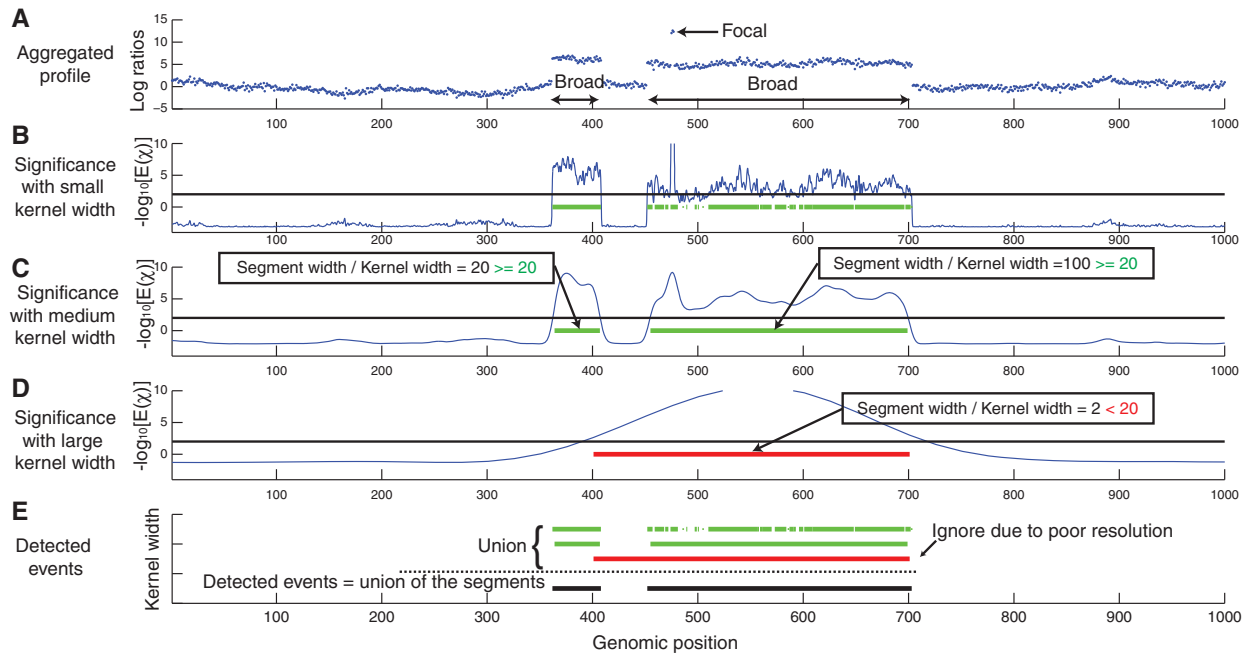 A
Aggregated
profile
Log ratios
15
10
5
0
−5
Focal
Broad
Broad
100 200 300 400 500 600 700 800 900 1000
B
Significance
with small
kernel width
-log10[E(χ)]
10
5
0
100 200 300 400 500 600 700 800 900 1000
C
Significance
with medium
kernel width
-log10[E(χ)]
10
5
0
Segment width / Kernel width = 20 >= 20
Segment width / Kernel width =100 >= 20
100 200 300 400 500 600 700 800 900 1000
D
Significance
with large
kernel width
-log10[E(χ)]
10
5
0
Segment width / Kernel width = 2 < 20
100 200 300 400 500 600 700 800 900 1000
E
Detected
events
Kernel width
Union {
Ignore due to poor resolution
Detected events = union of the segments
100 200 300 400 500 600 700 800 900 1000
Genomic position